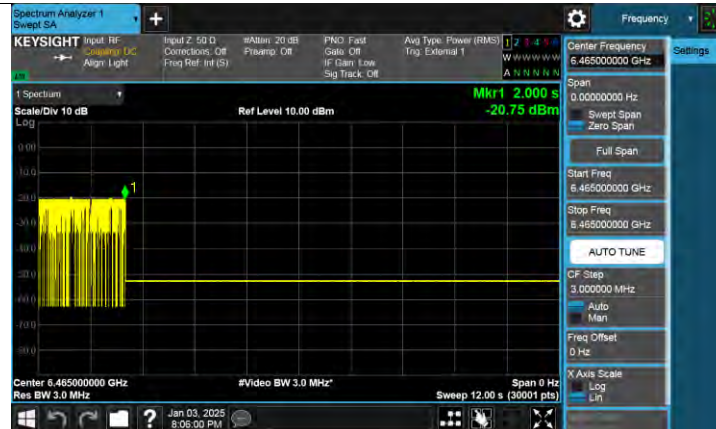 Spectrum Analyzer 1
Swept SA
+
Frequency
KEYSIGHT
Input: RF
Coupling: DC
Align: Light
Input Z: 50 Ω
Corrections: Off
Freq Ref: Int (S)
#Atten: 20 dB
Preamp: Off
PNO: Fast
Gate: Off
IF Gain: Low
Sig Track: Off
Avg Type: Power (RMS)
Trig: External 1
1 2 3 4 5 6
W W W W W W
A N N N N N
1 Spectrum
Scale/Div 10 dB
Log
Ref Level 10.00 dBm
Mkr1 2.000 s
-20.75 dBm
0.00
-10.0
-20.0
-30.0
-40.0
-50.0
-60.0
-70.0
-80.0
1
Center 6.465000000 GHz
Res BW 3.0 MHz
#Video BW 3.0 MHz*
Span 0 Hz
Sweep 12.00 s (30001 pts)
Center Frequency
6.465000000 GHz
Settings
Span
0.00000000 Hz
Swept Span
Zero Span
Full Span
Start Freq
6.465000000 GHz
Stop Freq
6.465000000 GHz
AUTO TUNE
CF Step
3.000000 MHz
Auto
Man
Freq Offset
0 Hz
X Axis Scale
Log
Lin
?
Jan 03, 2025
8:06:00 PM